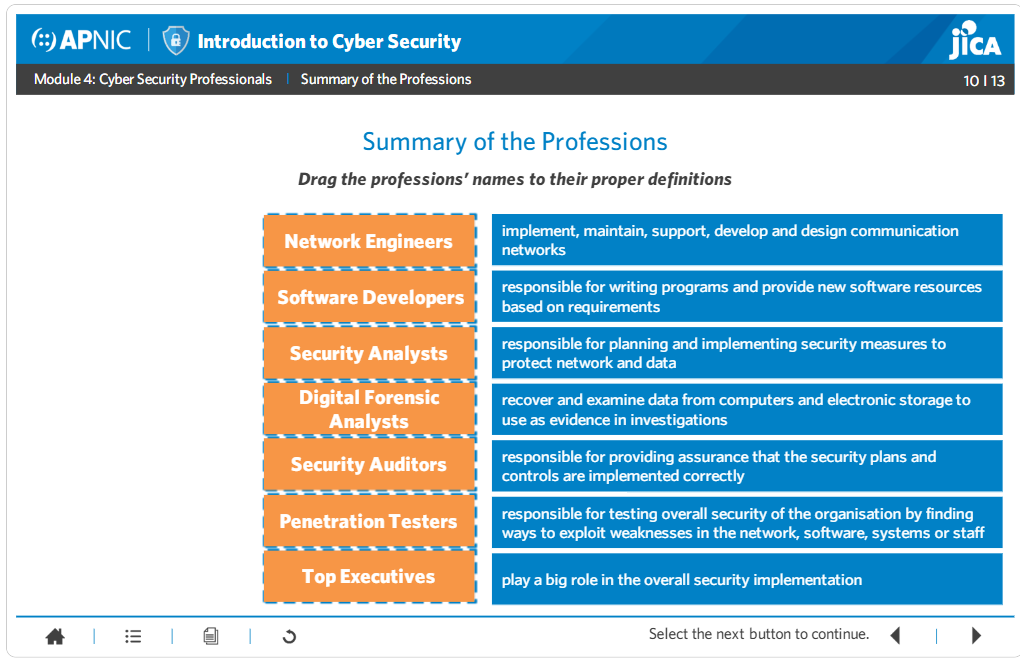 APNIC
Introduction to Cyber Security
jICA
Module 4: Cyber Security Professionals
Summary of the Professions
10 | 13
Summary of the Professions
Drag the professions' names to their proper definitions
Network Engineers
implement, maintain, support, develop and design communication
networks
Software Developers
responsible for writing programs and provide new software resources
based on requirements
Security Analysts
responsible for planning and implementing security measures to
protect network and data
Digital Forensic
Analysts
recover and examine data from computers and electronic storage to
use as evidence in investigations
Security Auditors
responsible for providing assurance that the security plans and
controls are implemented correctly
Penetration Testers
responsible for testing overall security of the organisation by finding
ways to exploit weaknesses in the network, software, systems or staff
Top Executives
play a big role in the overall security implementation
Select the next button to continue.